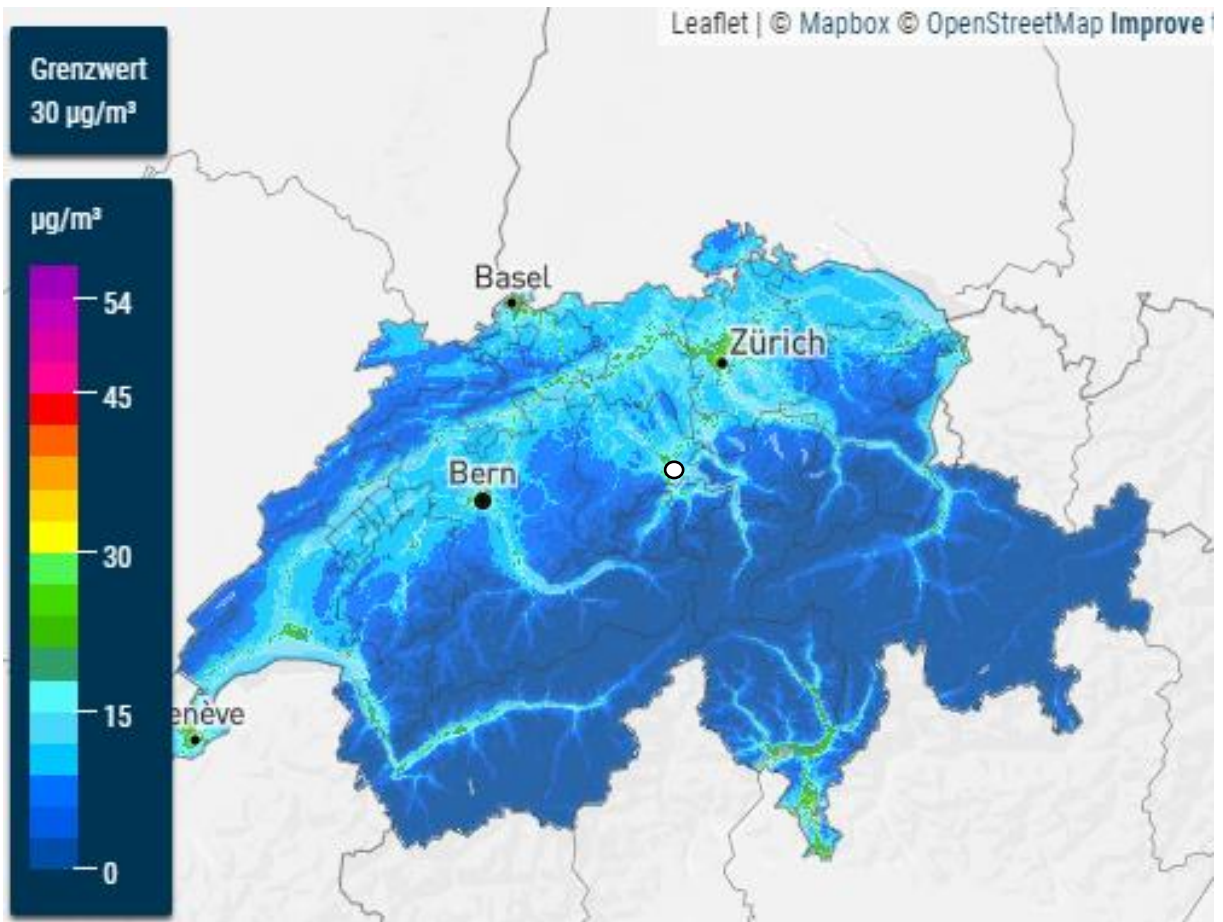 Leaflet | © Mapbox © OpenStreetMap Improve
Grenzwert
30 µg/m³
µg/m³
54
45
30
15
0
Basel
Zürich
Bern
enève